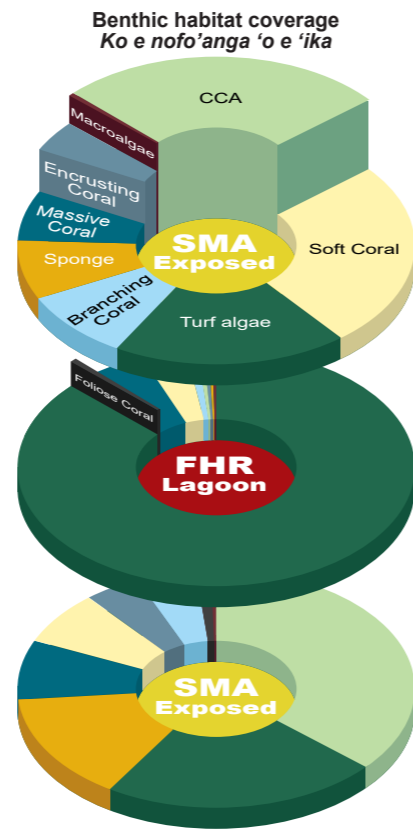 Benthic habitat coverage
Ko e nofo’anga ‘o e ‘ika
CCA
Macroalgae
Encrusting
Coral
Massive
Coral
Sponge
Branching
Coral
Turf algae
Soft Coral
SMA
Exposed
Foliose Coral
FHR
Lagoon
SMA
Exposed